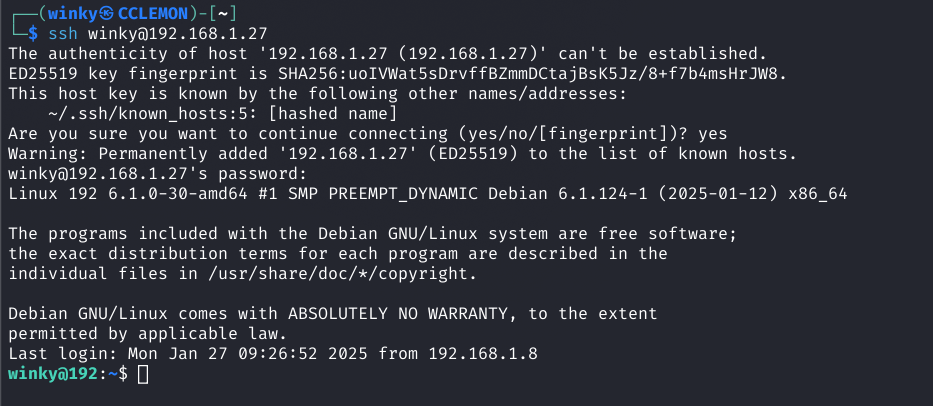 ┌──(winky㉿CCLEMON)-[~]
└─$ ssh winky@192.168.1.27
The authenticity of host '192.168.1.27 (192.168.1.27)' can't be established.
ED25519 key fingerprint is SHA256:uoIVWat5sDrvffBZmmDCtajBsK5Jz/8+f7b4msHrJW8.
This host key is known by the following other names/addresses:
    ~/.ssh/known_hosts:5: [hashed name]
Are you sure you want to continue connecting (yes/no/[fingerprint])? yes
Warning: Permanently added '192.168.1.27' (ED25519) to the list of known hosts.
winky@192.168.1.27's password:
Linux 192 6.1.0-30-amd64 #1 SMP PREEMPT_DYNAMIC Debian 6.1.124-1 (2025-01-12) x86_64

The programs included with the Debian GNU/Linux system are free software;
the exact distribution terms for each program are described in the
individual files in /usr/share/doc/*/copyright.

Debian GNU/Linux comes with ABSOLUTELY NO WARRANTY, to the extent
permitted by applicable law.
Last login: Mon Jan 27 09:26:52 2025 from 192.168.1.8
winky@192:~$